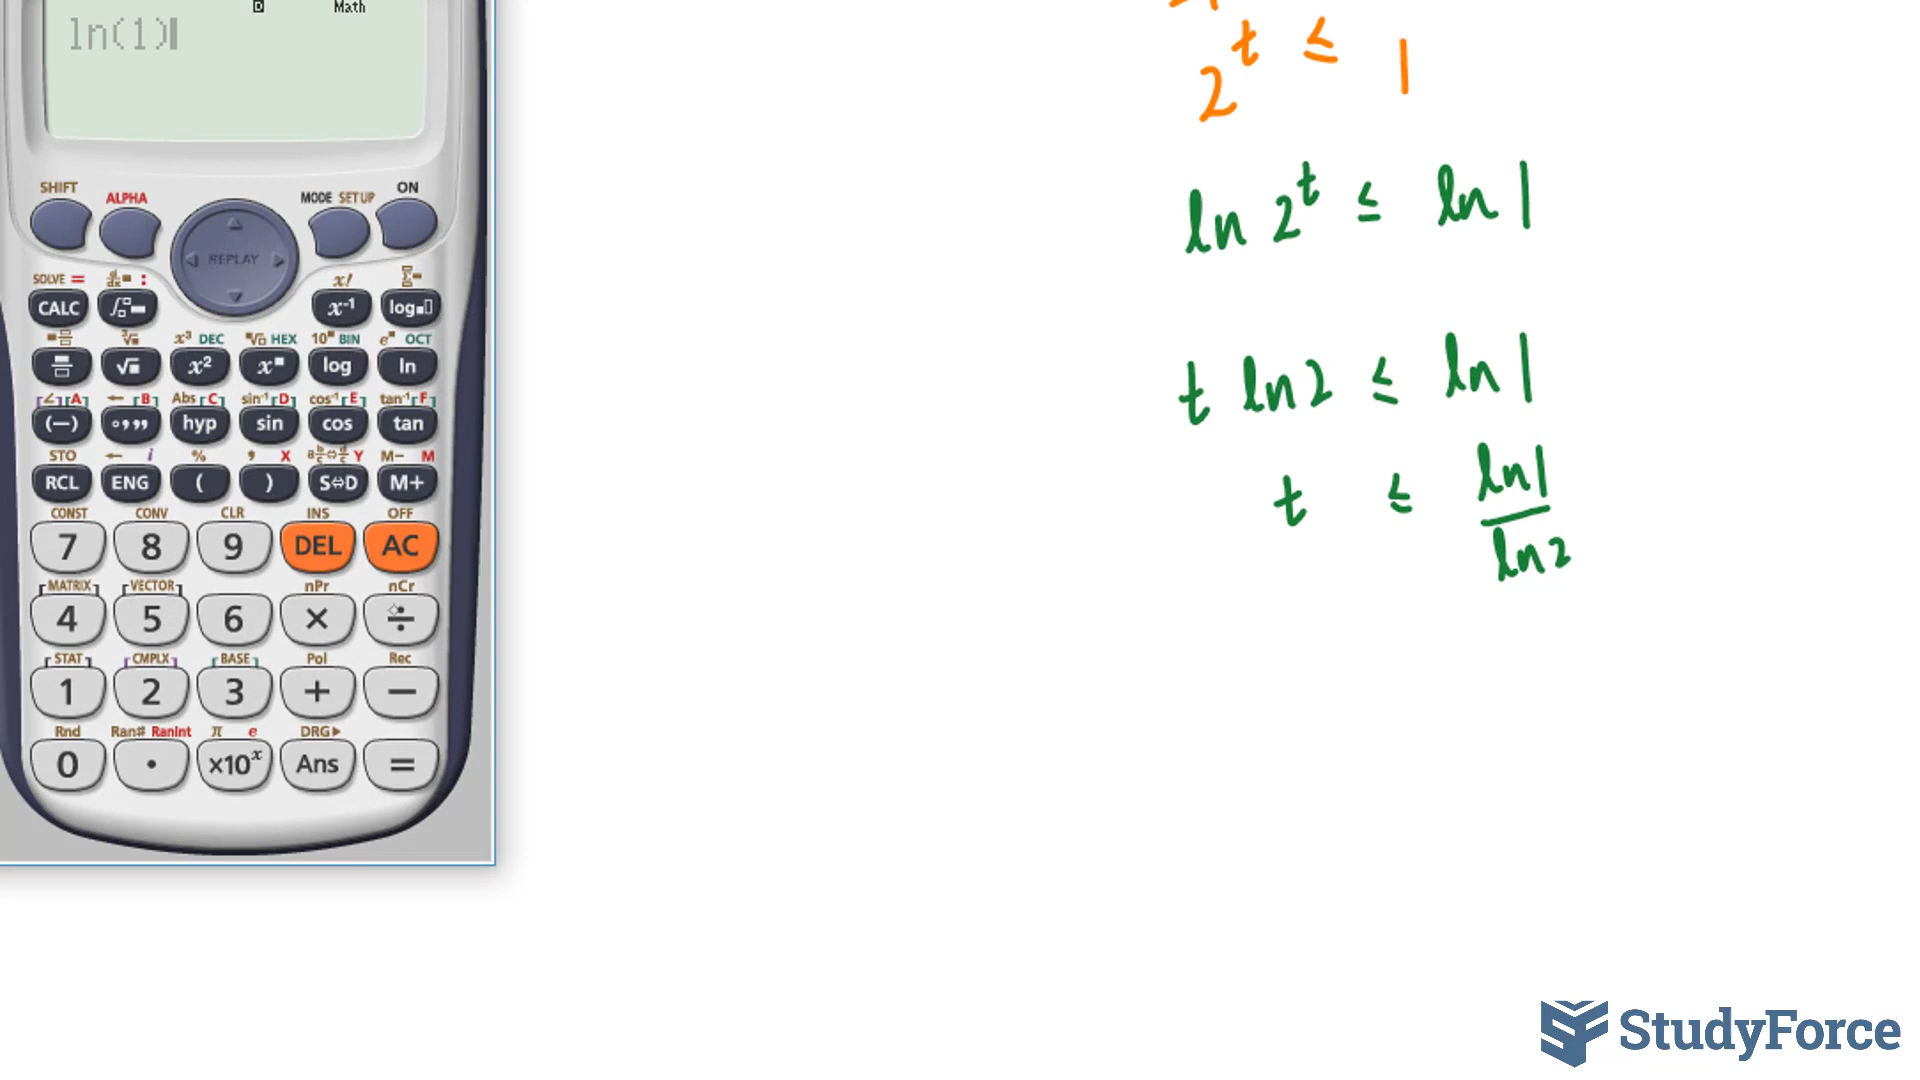 D Math
ln(1)
SHIFT ALPHA MODE SETUP ON
REPLAY
SOLVE = d/dx= : x! Σ=
CALC ∫ x⁻¹ log
³√ x³ DEC √ HEX 10 BIN e OCT
√ x² x log ln
∠ A ← B Abs C sin⁻¹ D cos⁻¹ E tan⁻¹ F
(−) °,,, hyp sin cos tan
STO ← i % , X a b/c⇔d/c Y M− M
RCL ENG ( ) S⇔D M+
CONST CONV CLR INS OFF
7 8 9 DEL AC
MATRIX VECTOR nPr nCr
4 5 6 × ÷
STAT CMPLX BASE Pol Rec
1 2 3 + −
Rnd Ran# RanInt π e DRG▶
0 · ×10ˣ Ans =
2ᵗ ≤ 1
ln 2ᵗ ≤ ln 1
t ln 2 ≤ ln 1
t ≤ ln1/ln2
StudyForce